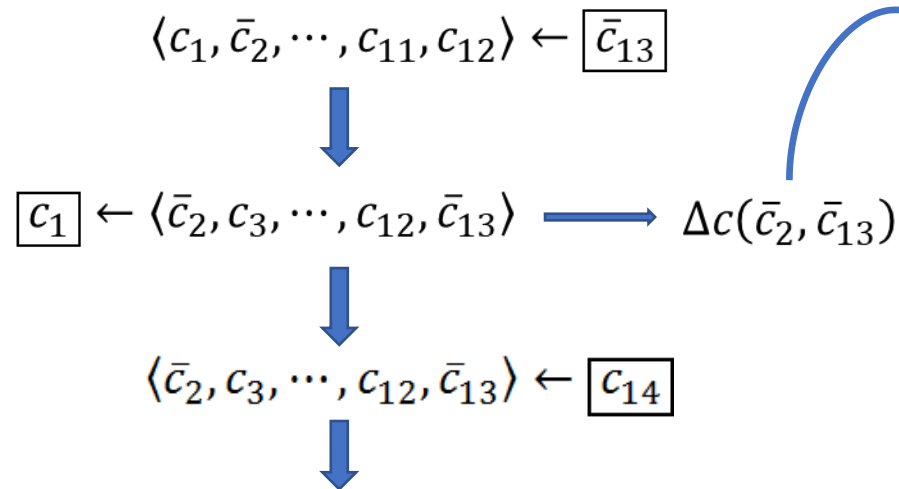 ⟨c₁, c̄₂, ⋯, c₁₁, c₁₂⟩ ← c̄₁₃
c₁ ← ⟨c̄₂, c₃, ⋯, c₁₂, c̄₁₃⟩ → Δc(c̄₂, c̄₁₃)
⟨c̄₂, c₃, ⋯, c₁₂, c̄₁₃⟩ ← c₁₄